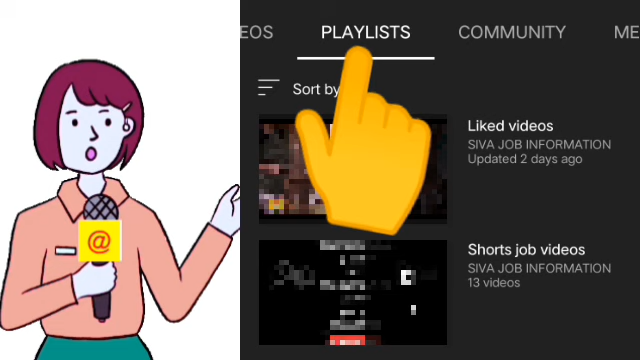 EOS PLAYLISTS COMMUNITY ME
Sort by
Liked videos
SIVA JOB INFORMATION
Updated 2 days ago
@
Shorts job videos
SIVA JOB INFORMATION
13 videos